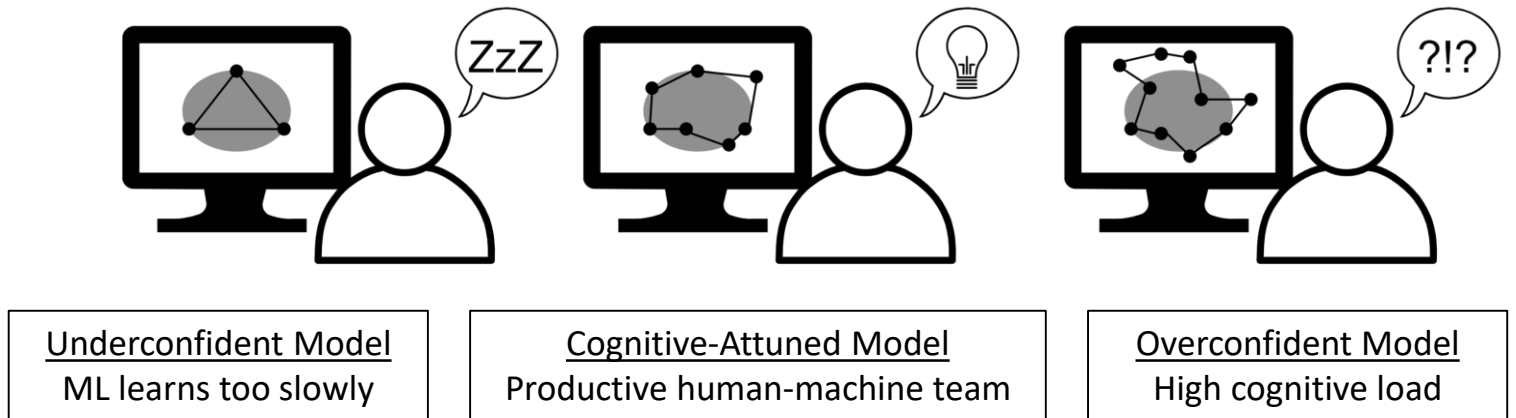 ZzZ
?!?
Underconfident Model
ML learns too slowly
Cognitive-Attuned Model
Productive human-machine team
Overconfident Model
High cognitive load